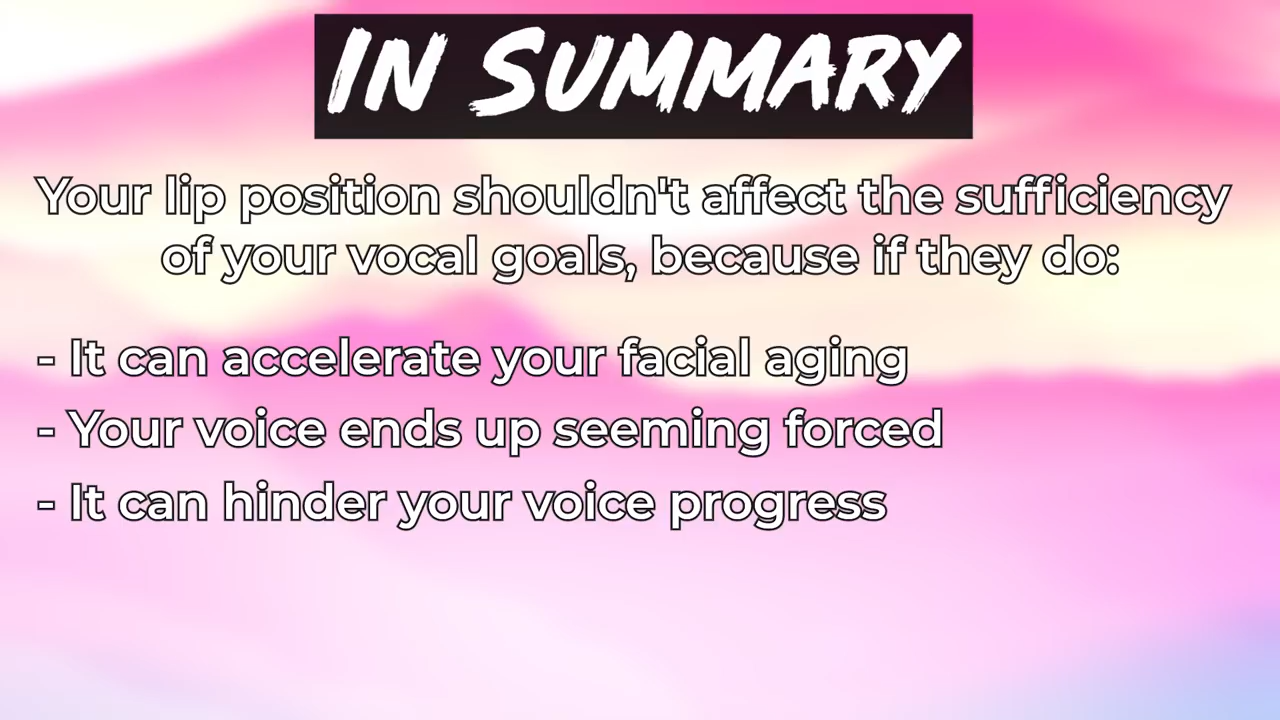 In Summary
Your lip position shouldn't affect the sufficiency
of your vocal goals, because if they do:
- It can accelerate your facial aging
- Your voice ends up seeming forced
- It can hinder your voice progress